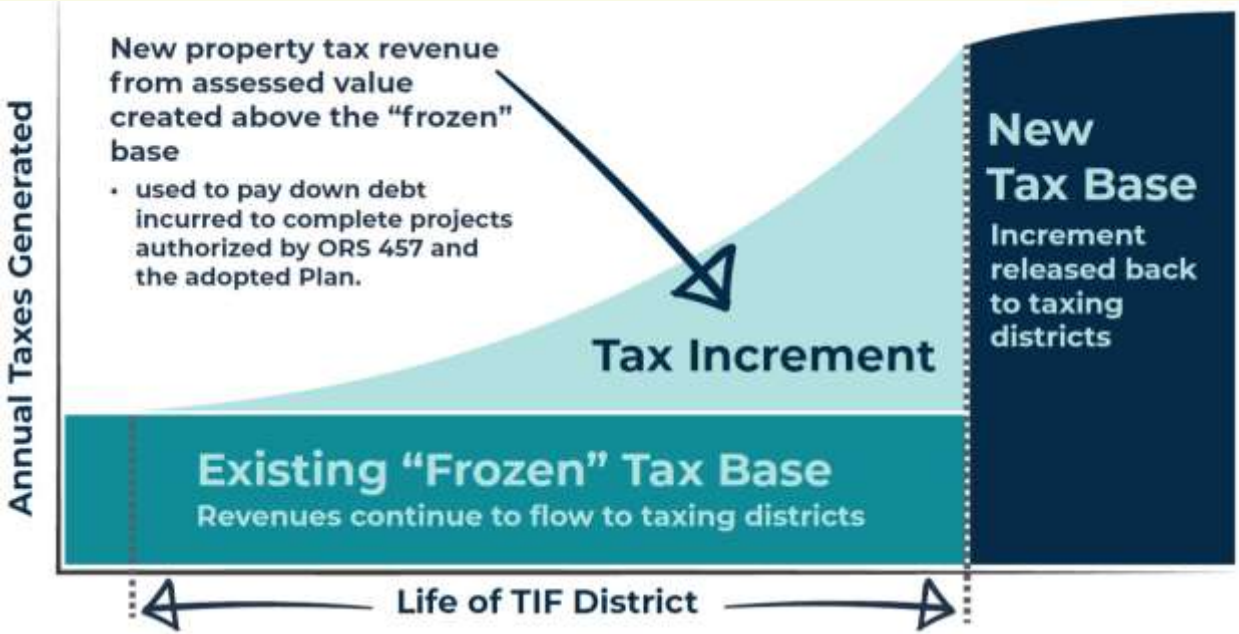 Annual Taxes Generated
New property tax revenue
from assessed value
created above the “frozen”
base
• used to pay down debt
incurred to complete projects
authorized by ORS 457 and
the adopted Plan.
Tax Increment
New
Tax Base
Increment
released back
to taxing
districts
Existing “Frozen” Tax Base
Revenues continue to flow to taxing districts
Life of TIF District